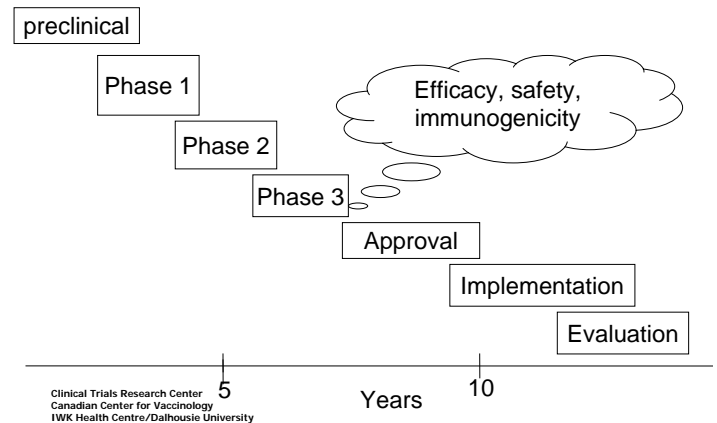 preclinical
Phase 1
Efficacy, safety,
immunogenicity
Phase 2
Phase 3
Approval
Implementation
Evaluation
5
10
Years
Clinical Trials Research Center
Canadian Center for Vaccinology
IWK Health Centre/Dalhousie University